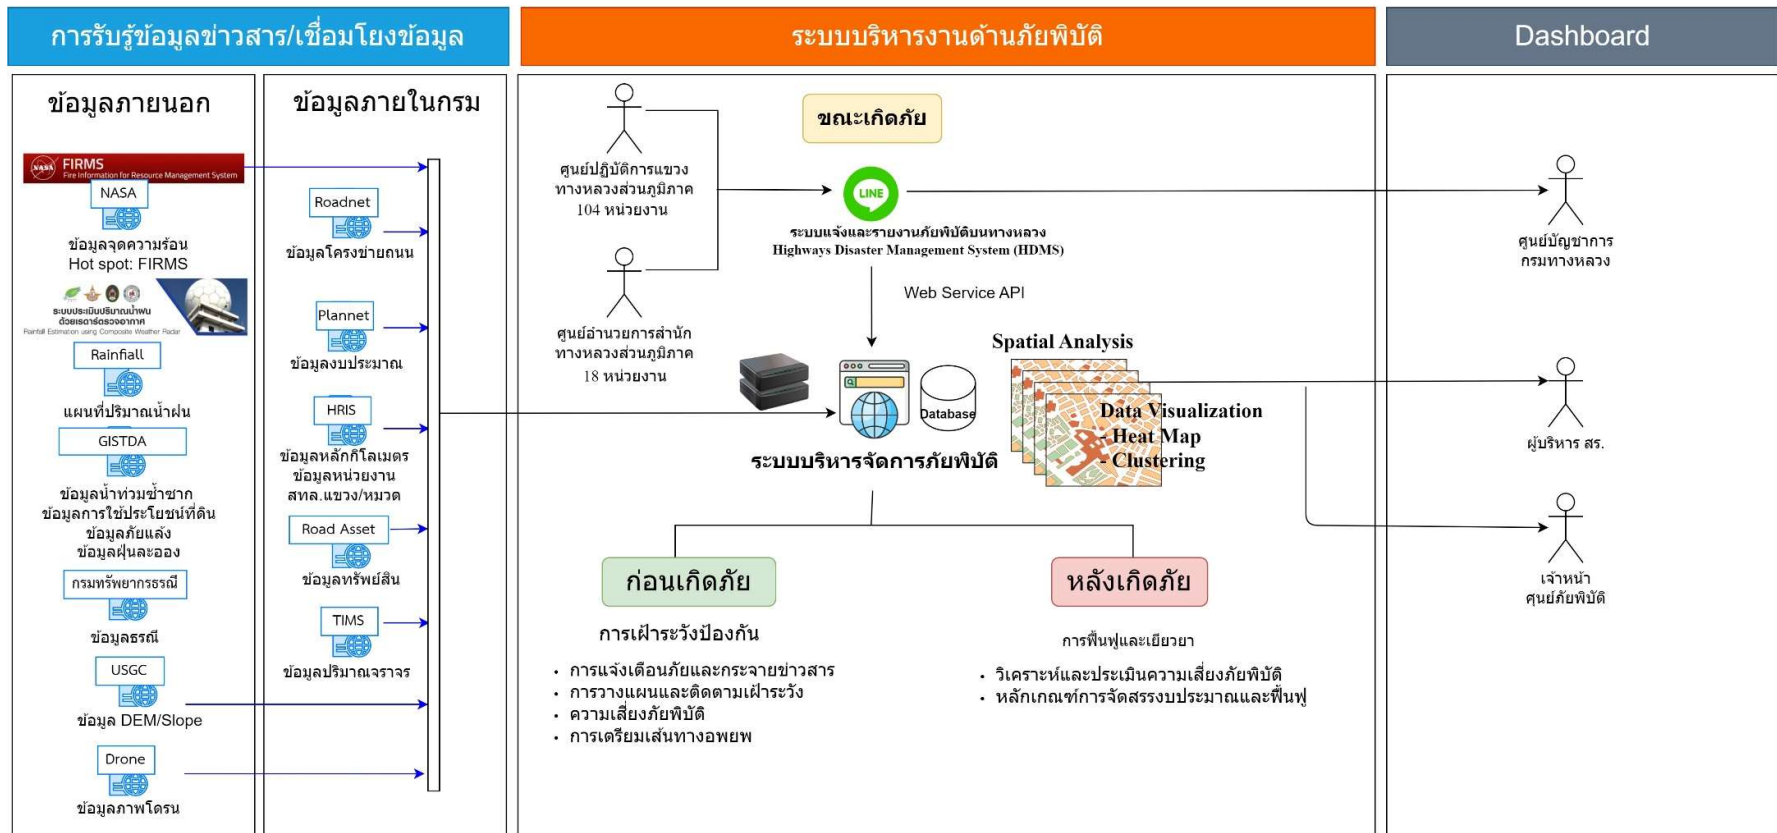 การรับรู้ข้อมูลข่าวสาร/เชื่อมโยงข้อมูล
ระบบบริหารงานด้านภัยพิบัติ
Dashboard
ข้อมูลภายนอก
NASA
FIRMS
Fire Information for Resource Management System
NASA
ข้อมูลจุดความร้อน
Hot spot: FIRMS
ระบบประเมินปริมาณน้ำฝน
ด้วยเรดาร์ตรวจอากาศ
Rainfall Estimation using Composite Weather Radar
Rainfiall
แผนที่ปริมาณน้ำฝน
GISTDA
ข้อมูลน้ำท่วมซ้ำซาก
ข้อมูลการใช้ประโยชน์ที่ดิน
ข้อมูลภัยแล้ง
ข้อมูลฝุ่นละออง
กรมทรัพยากรธรณี
ข้อมูลธรณี
USGC
ข้อมูล DEM/Slope
Drone
ข้อมูลภาพโดรน
ข้อมูลภายในกรม
Roadnet
ข้อมูลโครงข่ายถนน
Plannet
ข้อมูลงบประมาณ
HRIS
ข้อมูลหลักกิโลเมตร
ข้อมูลหน่วยงาน
สทล.แขวง/หมวด
Road Asset
ข้อมูลทรัพย์สิน
TIMS
ข้อมูลปริมาณจราจร
ศูนย์ปฏิบัติการแขวง
ทางหลวงส่วนภูมิภาค
104 หน่วยงาน
ศูนย์อำนวยการสำนัก
ทางหลวงส่วนภูมิภาค
18 หน่วยงาน
ขณะเกิดภัย
LINE
ระบบแจ้งและรายงานภัยพิบัติบนทางหลวง
Highways Disaster Management System (HDMS)
Web Service API
Database
ระบบบริหารจัดการภัยพิบัติ
Spatial Analysis
Data Visualization
- Heat Map
- Clustering
ก่อนเกิดภัย
การเฝ้าระวังป้องกัน
• การแจ้งเตือนภัยและกระจายข่าวสาร
• การวางแผนและติดตามเฝ้าระวัง
• ความเสี่ยงภัยพิบัติ
• การเตรียมเส้นทางอพยพ
หลังเกิดภัย
การฟื้นฟูและเยียวยา
• วิเคราะห์และประเมินความเสี่ยงภัยพิบัติ
• หลักเกณฑ์การจัดสรรงบประมาณและฟื้นฟู
ศูนย์บัญชาการ
กรมทางหลวง
ผู้บริหาร สร.
เจ้าหน้า
ศุนย์ภัยพิบัติ